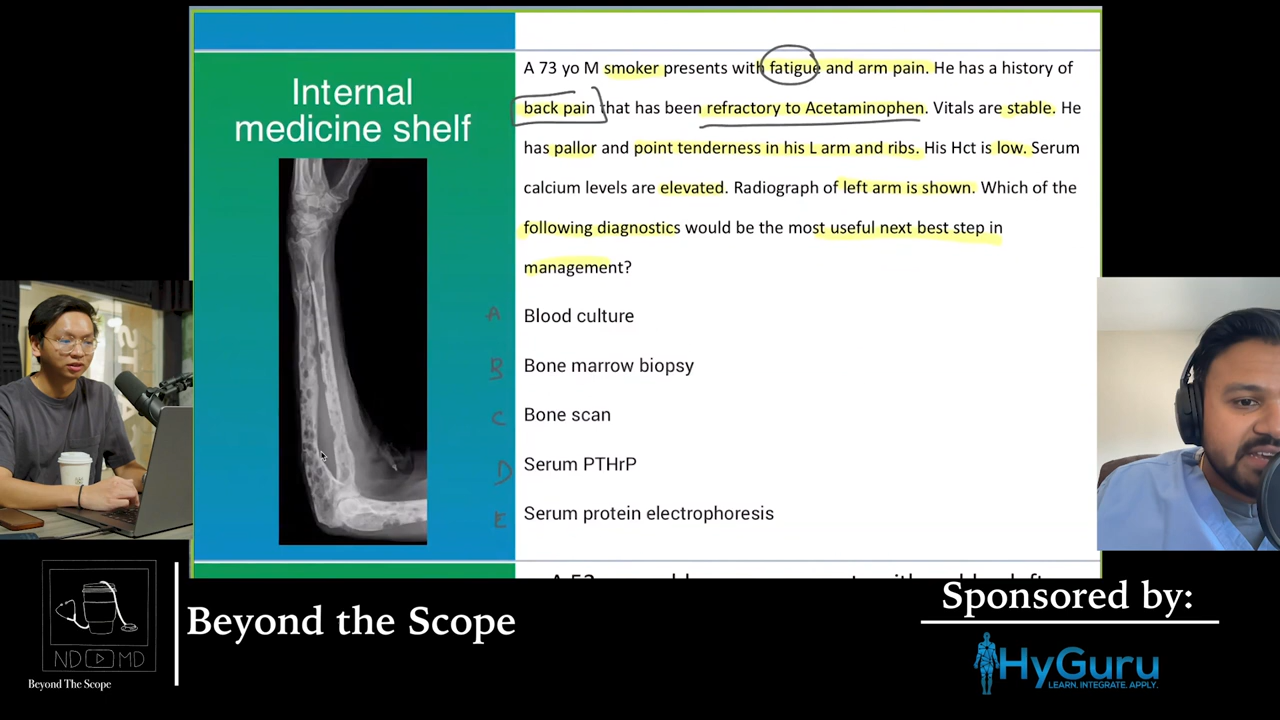 Internal
medicine shelf
A 73 yo M smoker presents with fatigue and arm pain. He has a history of
back pain that has been refractory to Acetaminophen. Vitals are stable. He
has pallor and point tenderness in his L arm and ribs. His Hct is low. Serum
calcium levels are elevated. Radiograph of left arm is shown. Which of the
following diagnostics would be the most useful next best step in
management?
A Blood culture
B Bone marrow biopsy
C Bone scan
D Serum PTHrP
E Serum protein electrophoresis
Beyond the Scope
Sponsored by:
ND MD
Beyond The Scope
HyGuru
LEARN. INTEGRATE. APPLY.